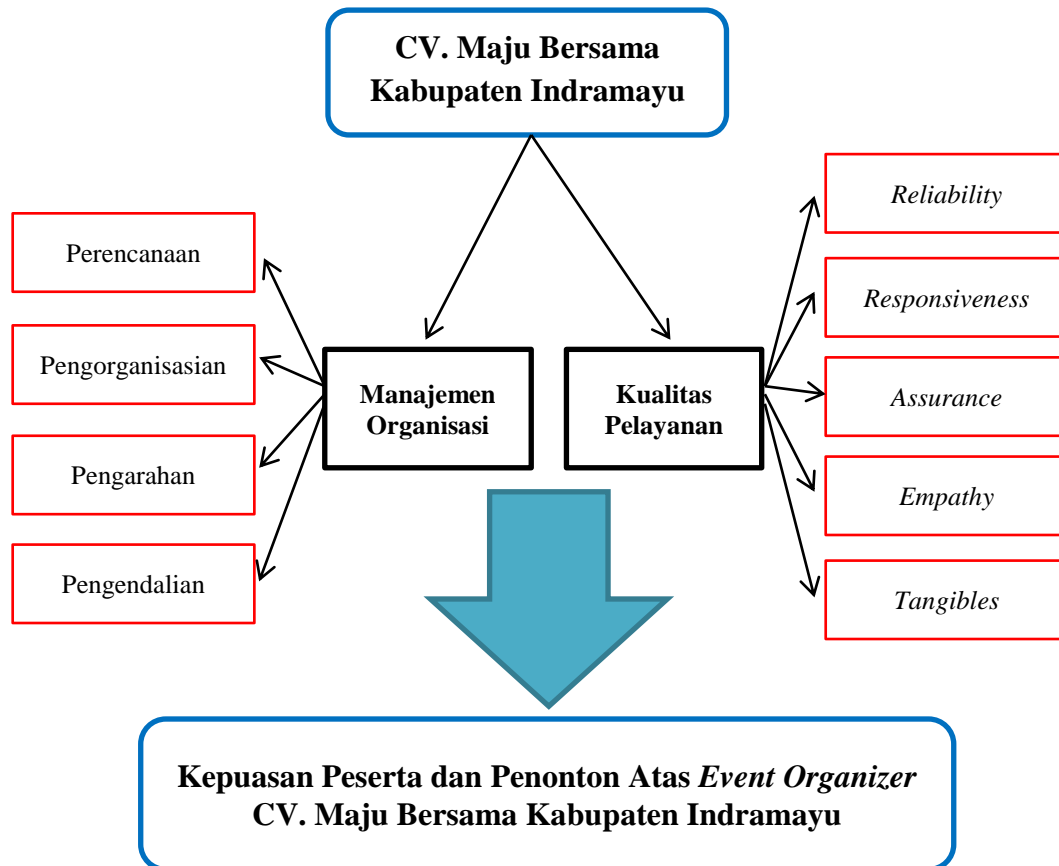 CV. Maju Bersama
Kabupaten Indramayu
Perencanaan
Pengorganisasian
Pengarahan
Pengendalian
Manajemen
Organisasi
Kualitas
Pelayanan
Reliability
Responsiveness
Assurance
Empathy
Tangibles
Kepuasan Peserta dan Penonton Atas Event Organizer
CV. Maju Bersama Kabupaten Indramayu